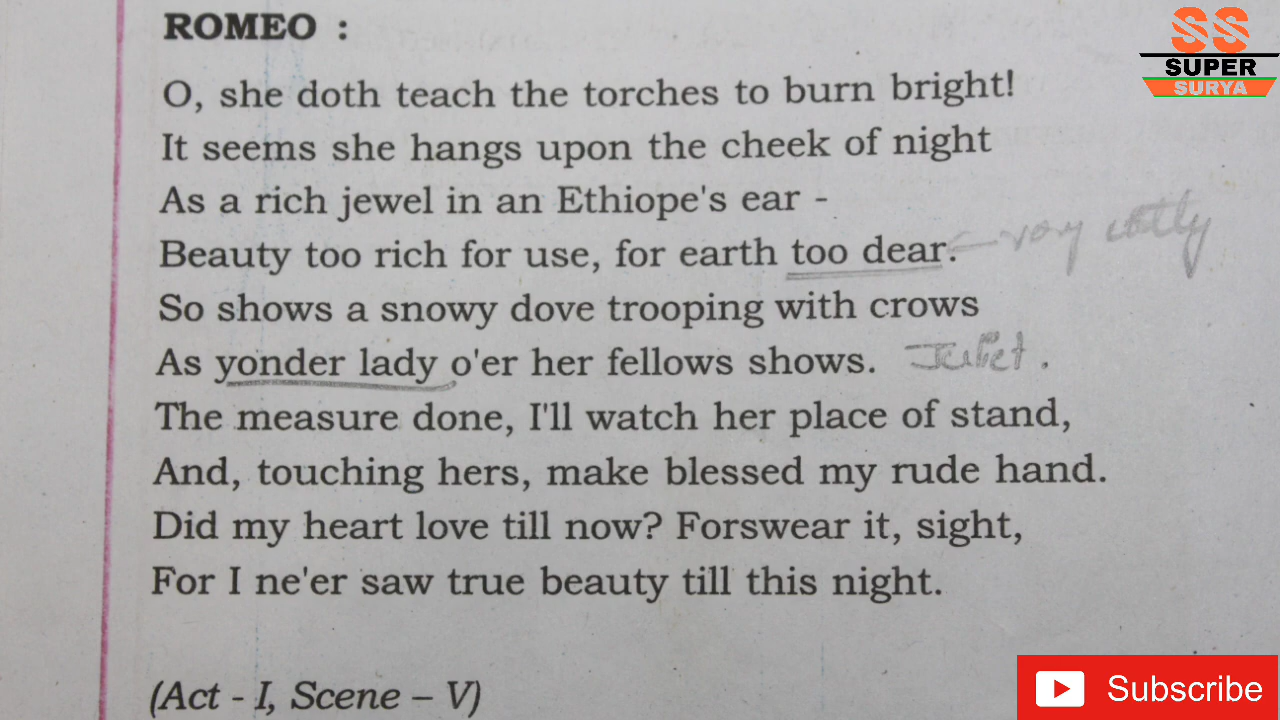 ROMEO :
SS
SUPER
SURYA
O, she doth teach the torches to burn bright!
It seems she hangs upon the cheek of night
As a rich jewel in an Ethiope's ear -
Beauty too rich for use, for earth too dear. very costly
So shows a snowy dove trooping with crows
As yonder lady o'er her fellows shows. Juliet.
The measure done, I'll watch her place of stand,
And, touching hers, make blessed my rude hand.
Did my heart love till now? Forswear it, sight,
For I ne'er saw true beauty till this night.
(Act - I, Scene – V)
Subscribe